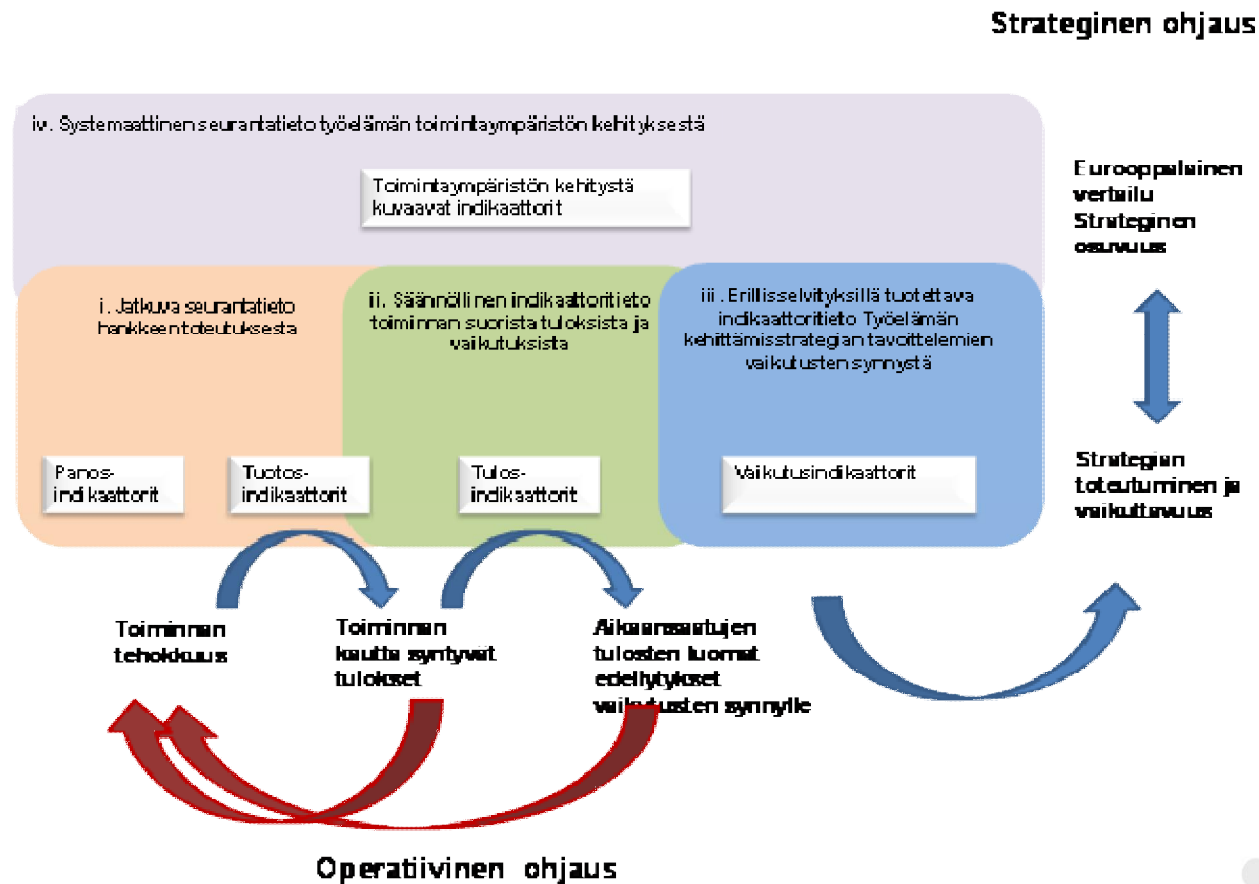 Strateginen ohjaus
iv. Systemaattinen seurantatieto työelämän toimintaympäristön kehityksestä
Toimintaympäristön kehitystä
kuvaavat indikaattorit
Eurooppalainen
vertailu
Strateginen
osuvuus
i. Jatkuva seurantatieto
hankkeen toteutuksesta
ii. Säännöllinen indikaattoritieto
toiminnan suorista tuloksista ja
vaikutuksista
iii. Erillisselvityksillä tuotettava
indikaattoritieto Työelämän
kehittämisstrategian tavoittelemien
vaikutusten synnystä
Panos-
indikaattorit
Tuotos-
indikaattorit
Tulos-
indikaattorit
Vaikutusindikaattorit
Strategian
toteutuminen ja
vaikuttavuus
Toiminnan
tehokkuus
Toiminnan
kautta syntyvät
tulokset
Aikaansaatujen
tulosten luomat
edellytykset
vaikutusten synnylle
Operatiivinen ohjaus